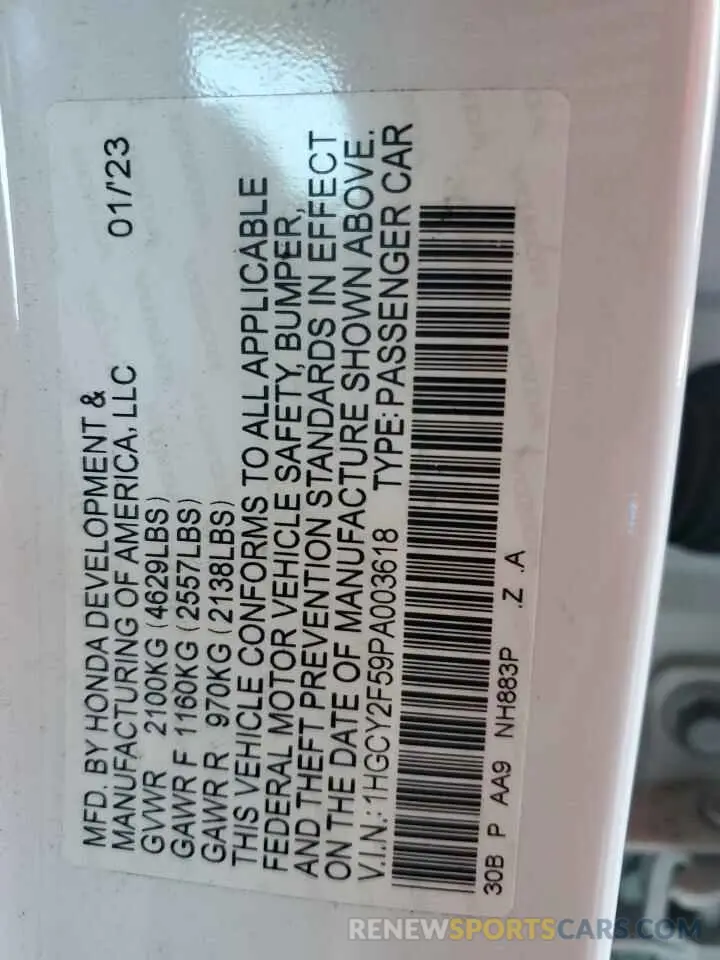 MFD. BY HONDA DEVELOPMENT &
MANUFACTURING OF AMERICA, LLC 01/'23
GVWR 2100KG (4629LBS)
GAWR F 1160KG (2557LBS)
GAWR R 970KG (2138LBS)
THIS VEHICLE CONFORMS TO ALL APPLICABLE
FEDERAL MOTOR VEHICLE SAFETY, BUMPER,
AND THEFT PREVENTION STANDARDS IN EFFECT
ON THE DATE OF MANUFACTURE SHOWN ABOVE.
V.I.N.: 1HGCY2F59PA003618 TYPE: PASSENGER CAR
30B P AA9 NH883P .Z .A
RENEWSPORTSCARS.COM